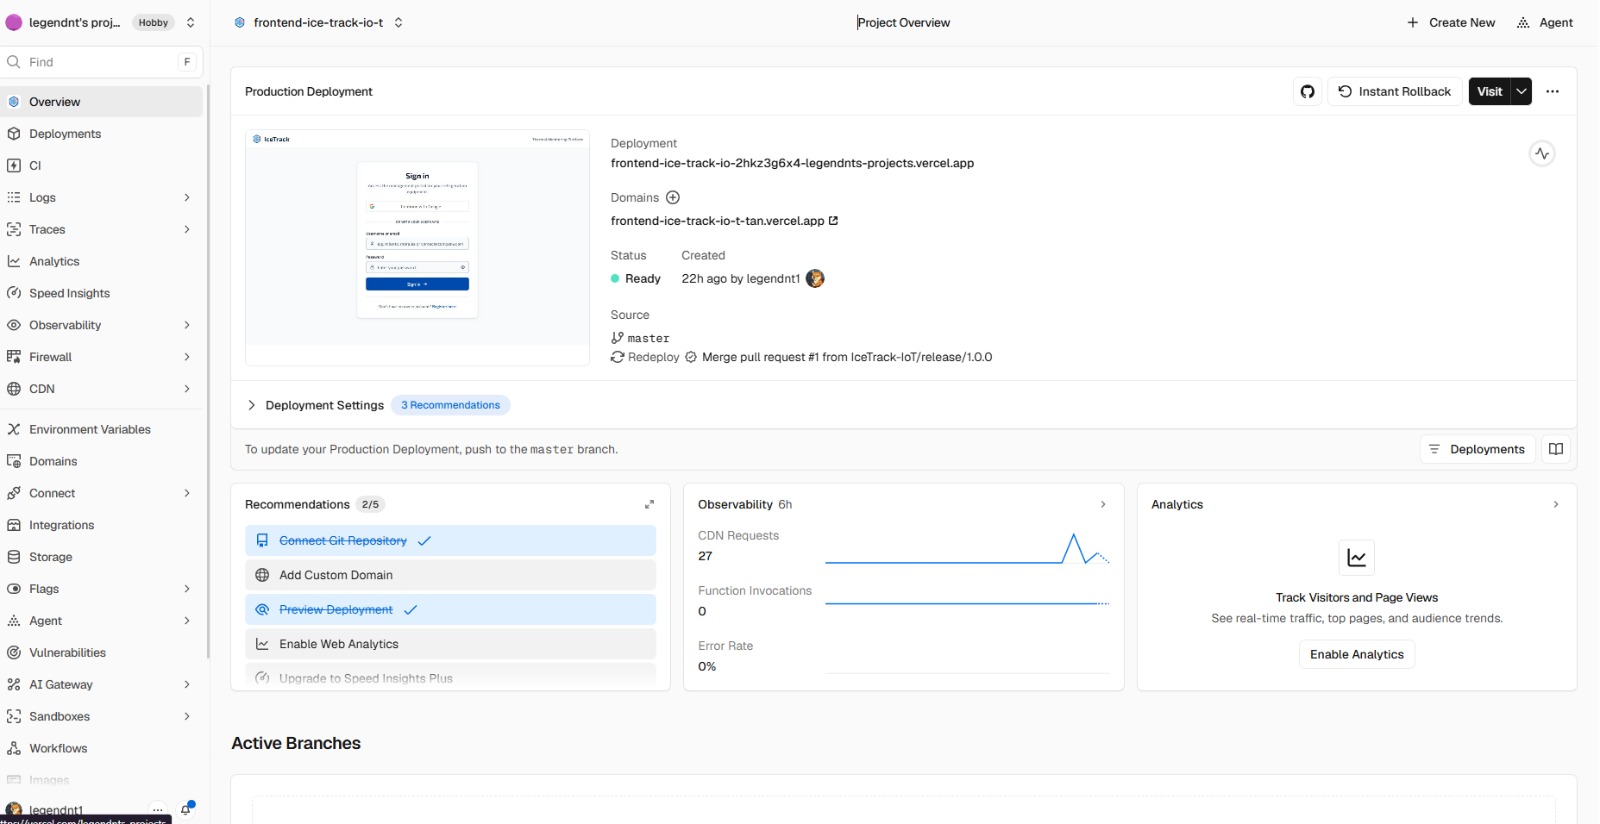 legendnt's proj... Hobby
frontend-ice-track-io-t
Project Overview
Create New
Agent
Find F
Overview
Deployments
CI
Logs
Traces
Analytics
Speed Insights
Observability
Firewall
CDN
Environment Variables
Domains
Connect
Integrations
Storage
Flags
Agent
Vulnerabilities
AI Gateway
Sandboxes
Workflows
Images
legendnt1
Production Deployment
Instant Rollback
Visit
IceTrack
Sign in
Password
Sign in
Deployment
frontend-ice-track-io-2hkz3g6x4-legendnts-projects.vercel.app
Domains
frontend-ice-track-io-t-tan.vercel.app
Status Created
Ready 22h ago by legendnt1
Source
master
Redeploy Merge pull request #1 from IceTrack-IoT/release/1.0.0
Deployment Settings 3 Recommendations
To update your Production Deployment, push to the master branch.
Deployments
Recommendations 2/5
Connect Git Repository
Add Custom Domain
Preview Deployment
Enable Web Analytics
Upgrade to Speed Insights Plus
Observability 6h
CDN Requests
27
Function Invocations
0
Error Rate
0%
Analytics
Track Visitors and Page Views
See real-time traffic, top pages, and audience trends.
Enable Analytics
Active Branches